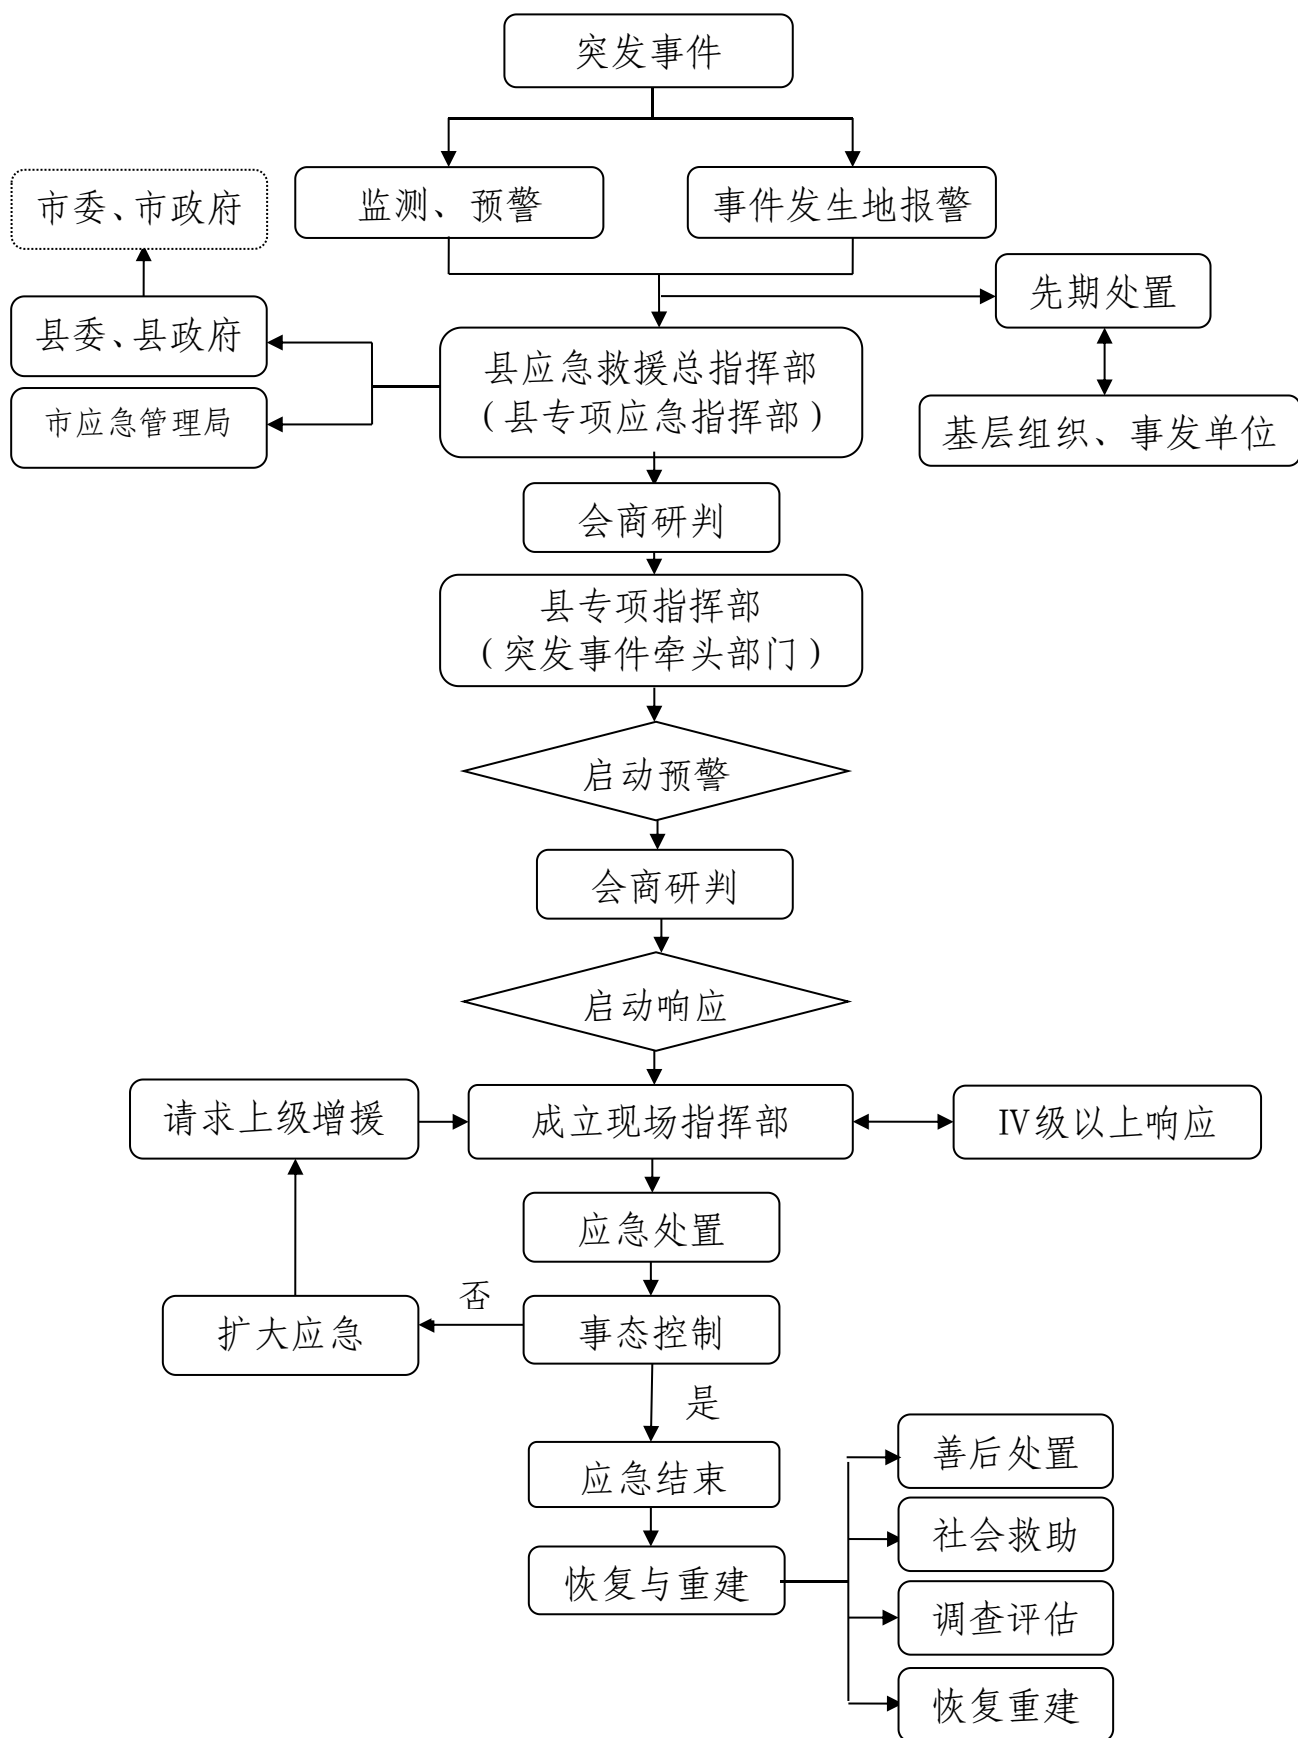 突发事件
监测、预警
事件发生地报警
市委、市政府
先期处置
县委、县政府
县应急救援总指挥部
（县专项应急指挥部）
市应急管理局
基层组织、事发单位
会商研判
县专项指挥部
（突发事件牵头部门）
启动预警
会商研判
启动响应
请求上级增援
成立现场指挥部
Ⅳ级以上响应
应急处置
否
扩大应急
事态控制
是
善后处置
应急结束
社会救助
恢复与重建
调查评估
恢复重建